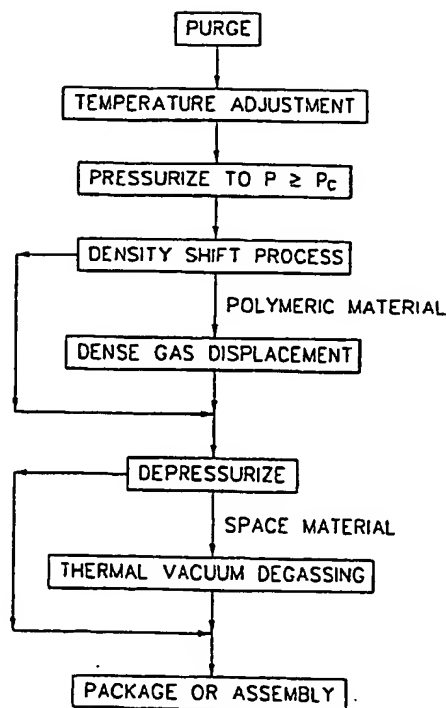 PURGE
TEMPERATURE ADJUSTMENT
PRESSURIZE TO P ≥ PC
DENSITY SHIFT PROCESS
POLYMERIC MATERIAL
DENSE GAS DISPLACEMENT
DEPRESSURIZE
SPACE MATERIAL
THERMAL VACUUM DEGASSING
PACKAGE OR ASSEMBLY